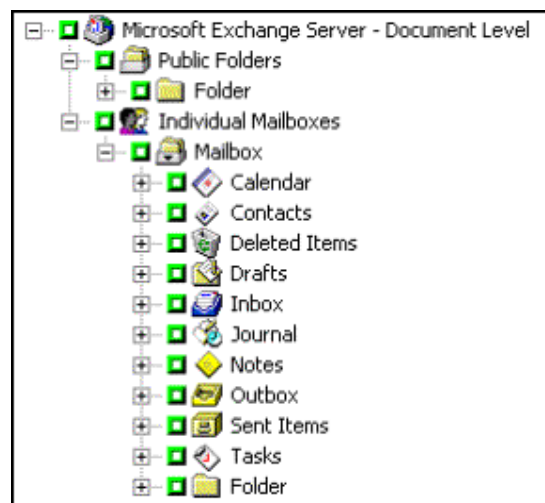 Microsoft Exchange Server - Document Level
Public Folders
Folder
Individual Mailboxes
Mailbox
Calendar
Contacts
Deleted Items
Drafts
Inbox
Journal
Notes
Outbox
Sent Items
Tasks
Folder